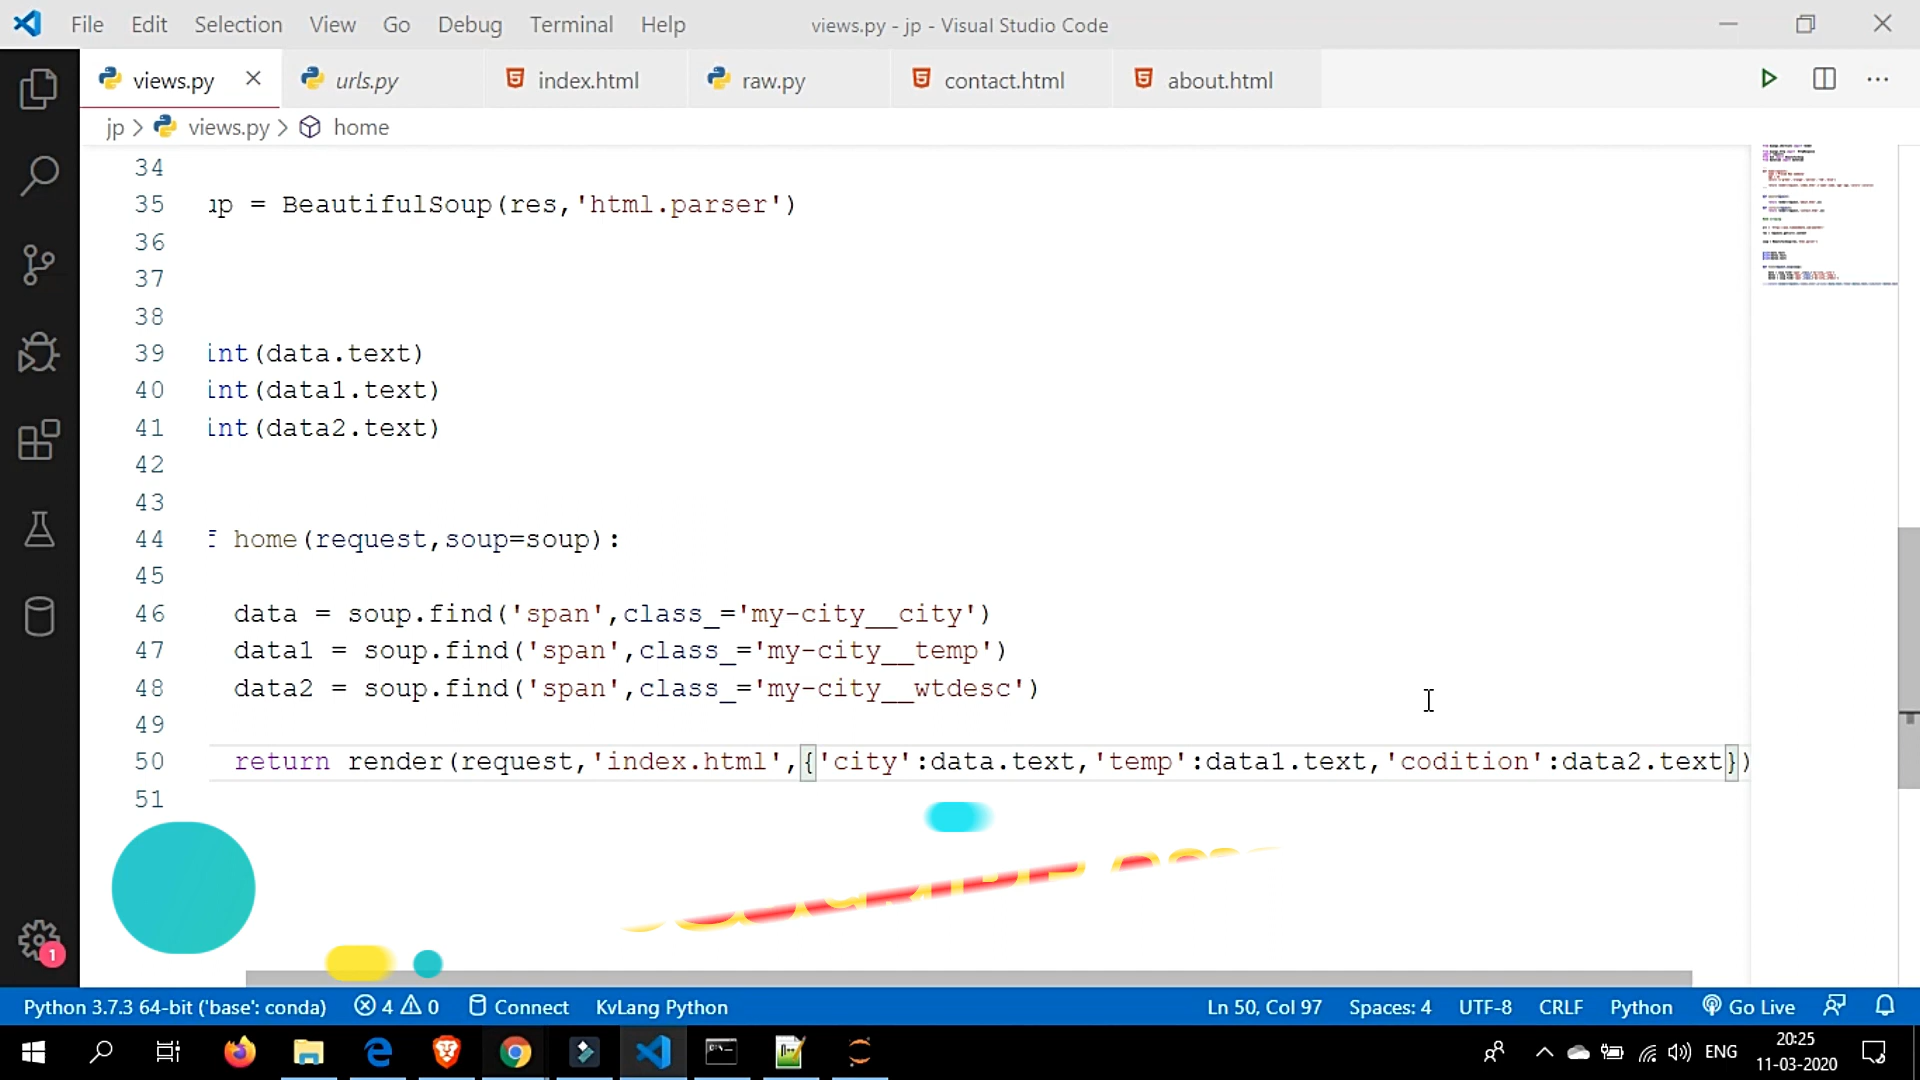 File Edit Selection View Go Debug Terminal Help views.py - jp - Visual Studio Code
views.py urls.py index.html raw.py contact.html about.html
jp > views.py > home
34
35 up = BeautifulSoup(res,'html.parser')
36
37
38
39 int(data.text)
40 int(data1.text)
41 int(data2.text)
42
43
44 f home(request,soup=soup):
45
46 data = soup.find('span',class_='my-city__city')
47 data1 = soup.find('span',class_='my-city__temp')
48 data2 = soup.find('span',class_='my-city__wtdesc')
49
50 return render(request,'index.html',{'city':data.text,'temp':data1.text,'codition':data2.text})
51
1
Python 3.7.3 64-bit ('base': conda) 4 0 Connect KvLang Python Ln 50, Col 97 Spaces: 4 UTF-8 CRLF Python Go Live
ENG 20:25
11-03-2020